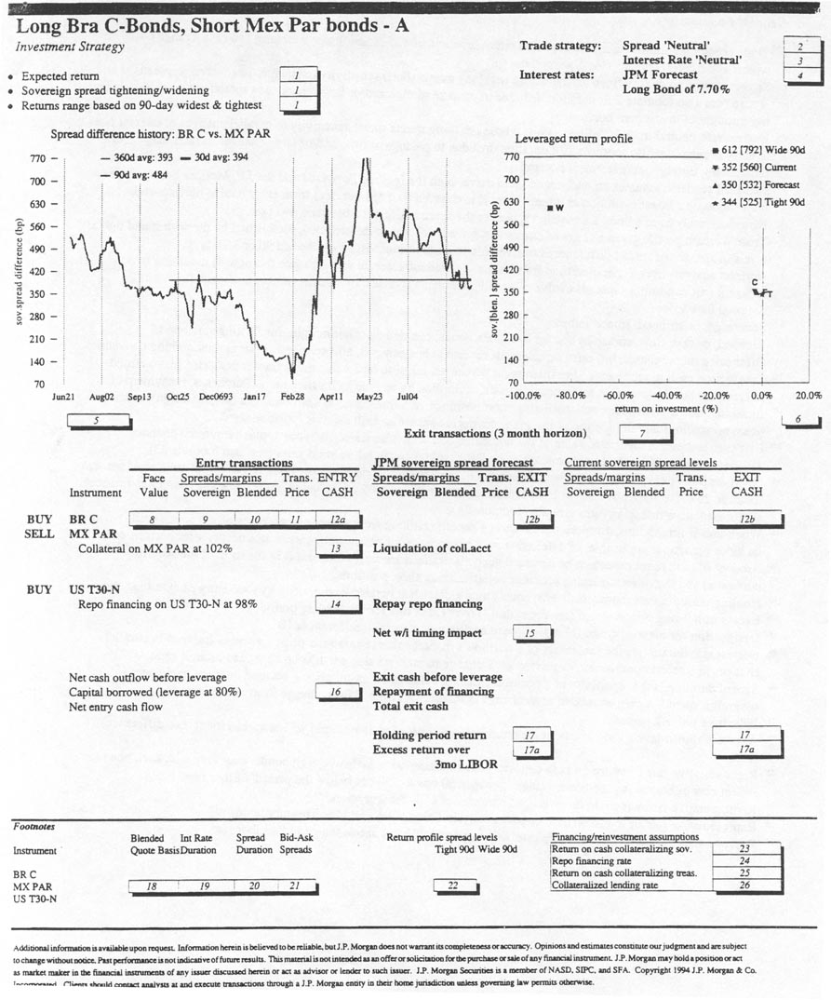 Long Bra C-Bonds, Short Mex Par bonds - A
Investment Strategy
Trade strategy: Spread 'Neutral' 2
Interest Rate 'Neutral' 3
Interest rates: JPM Forecast 4
Long Bond of 7.70%
• Expected return 1
• Sovereign spread tightening/widening 1
• Returns range based on 90-day widest & tightest 1
Spread difference history: BR C vs. MX PAR
— 360d avg: 393 — 30d avg: 394
— 90d avg: 484
sov.spread difference (bp)
770
700
630
560
490
420
350
280
210
140
70
Jun21 Aug02 Sep13 Oct25 Dec0693 Jan17 Feb28 Apr11 May23 Jul04
5
Leveraged return profile
■ 612 [792] Wide 90d
▼ 352 [560] Current
▲ 350 [532] Forecast
★ 344 [525] Tight 90d
sov.[blen.] spread difference (bp)
770
700
630
560
490
420
350
280
210
140
70
W
C
F T
-100.0% -80.0% -60.0% -40.0% -20.0% 0.0% 20.0%
return on investment (%)
6
Exit transactions (3 month horizon) 7
Entry transactions JPM sovereign spread forecast Current sovereign spread levels
Face Spreads/margins Trans. ENTRY Spreads/margins Trans. EXIT Spreads/margins Trans. EXIT
Instrument Value Sovereign Blended Price CASH Sovereign Blended Price CASH Sovereign Blended Price CASH
BUY BR C 8 9 10 11 12a 12b 12b
SELL MX PAR
Collateral on MX PAR at 102% 13 Liquidation of coll.acct
BUY US T30-N
Repo financing on US T30-N at 98% 14 Repay repo financing
Net w/i timing impact 15
Net cash outflow before leverage Exit cash before leverage
Capital borrowed (leverage at 80%) 16 Repayment of financing
Net entry cash flow Total exit cash
Holding period return 17 17
Excess return over 17a 17a
3mo LIBOR
Footnotes
Blended Int Rate Spread Bid-Ask Return profile spread levels Financing/reinvestment assumptions
Instrument Quote Basis Duration Duration Spreads Tight 90d Wide 90d Return on cash collateralizing sov. 23
Repo financing rate 24
BR C Return on cash collateralizing treas. 25
MX PAR 18 19 20 21 22 Collateralized lending rate 26
US T30-N
Additional information is available upon request. Information herein is believed to be reliable, but J.P. Morgan does not warrant its completeness or accuracy. Opinions and estimates constitute our judgment and are subject
to change without notice. Past performance is not indicative of future results. This material is not intended as an offer or solicitation for the purchase or sale of any financial instrument. J.P. Morgan may hold a position or act
as market maker in the financial instruments of any issuer discussed herein or act as advisor or lender to such issuer. J.P. Morgan Securities is a member of NASD, SIPC, and SFA. Copyright 1994 J.P. Morgan & Co.
Incorporated. Clients should contact analysts at and execute transactions through a J.P. Morgan entity in their home jurisdiction unless governing law permits otherwise.